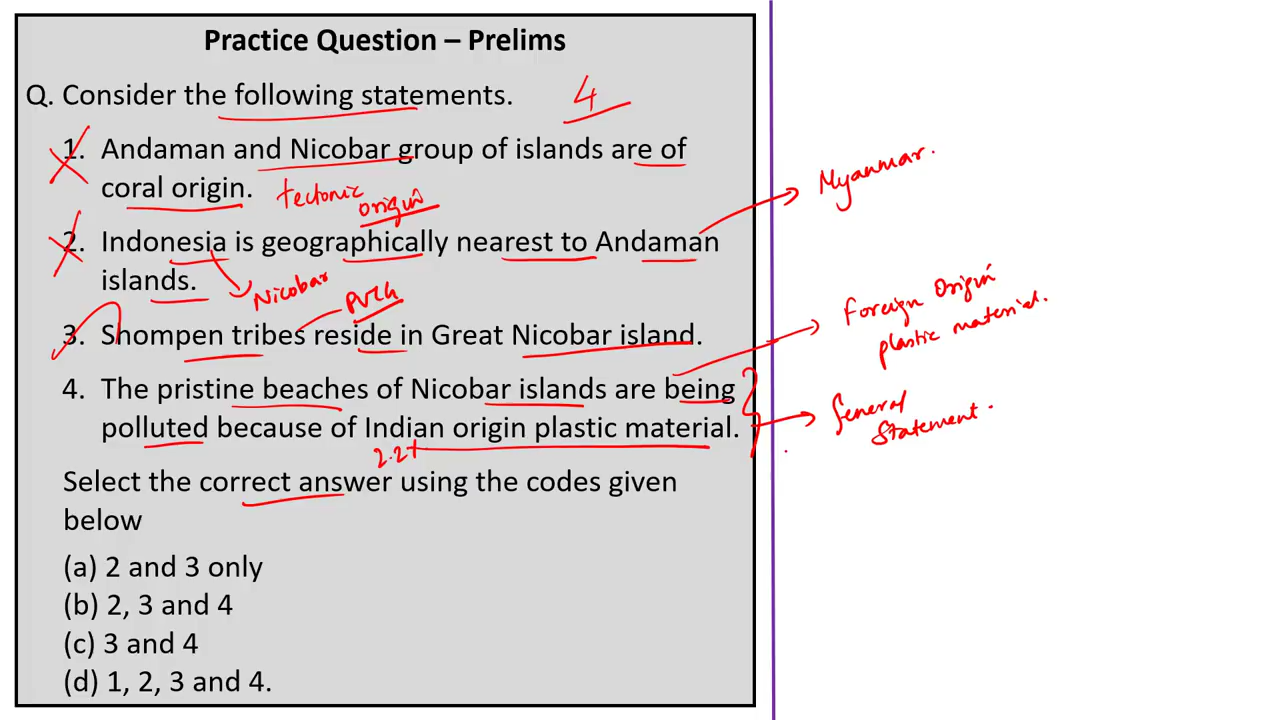 Practice Question – Prelims
Q. Consider the following statements.
4
1. Andaman and Nicobar group of islands are of
coral origin.
tectonic
origin
2. Indonesia is geographically nearest to Andaman
islands.
Nicobar
Myanmar.
PVTG
3. Shompen tribes reside in Great Nicobar island.
4. The pristine beaches of Nicobar islands are being
polluted because of Indian origin plastic material.
2.2%
Foreign Origin
plastic material.
General
Statement.
Select the correct answer using the codes given
below
(a) 2 and 3 only
(b) 2, 3 and 4
(c) 3 and 4
(d) 1, 2, 3 and 4.